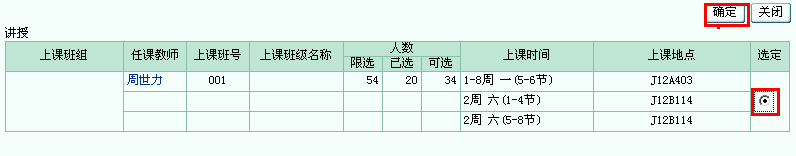 确定 关闭
讲授
上课班组 任课教师 上课班号 上课班级名称 人数 上课时间 上课地点 选定
限选 已选 可选
周世力 001 54 20 34 1-8周 一(5-6节) J12A403
2周 六(1-4节) J12B114
2周 六(5-8节) J12B114